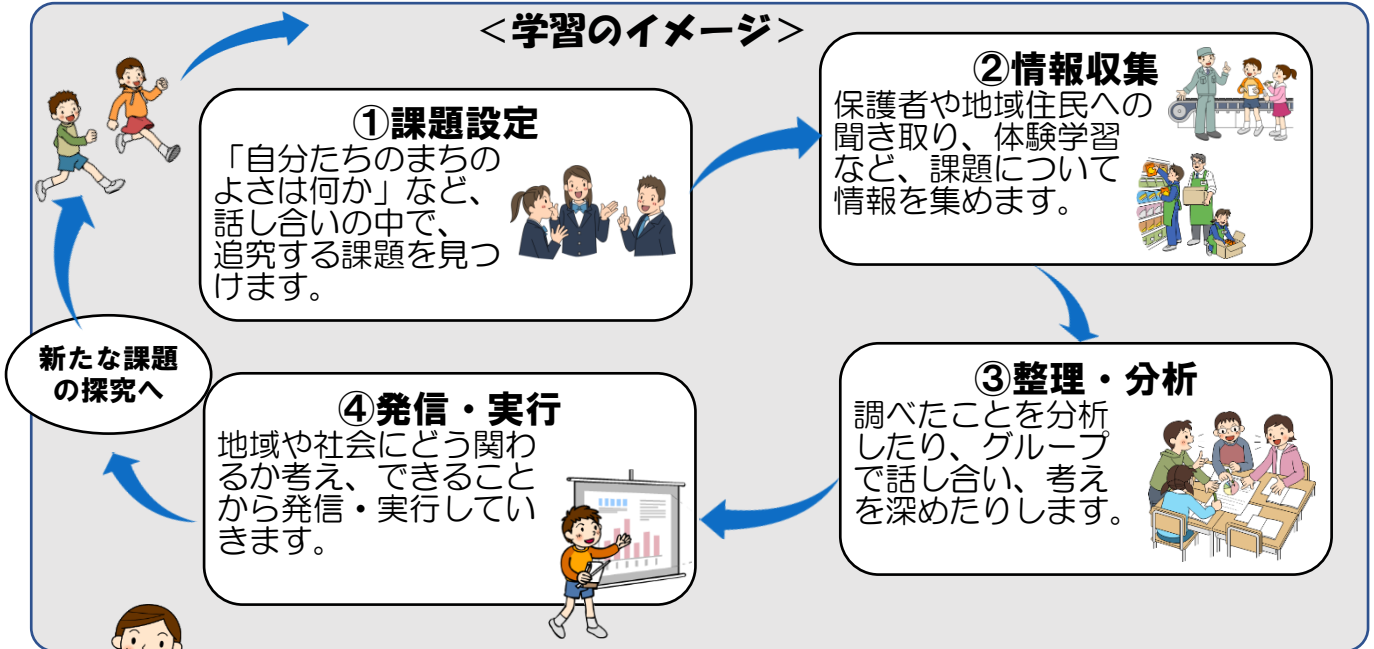 ＜学習のイメージ＞
①課題設定
「自分たちのまちの
よさは何か」など、
話し合いの中で、
追究する課題を見つ
けます。
②情報収集
保護者や地域住民への
聞き取り、体験学習
など、課題について
情報を集めます。
③整理・分析
調べたことを分析
したり、グループ
で話し合い、考え
を深めたりします。
④発信・実行
地域や社会にどう関わ
るか考え、できること
から発信・実行してい
きます。
新たな課題
の探究へ